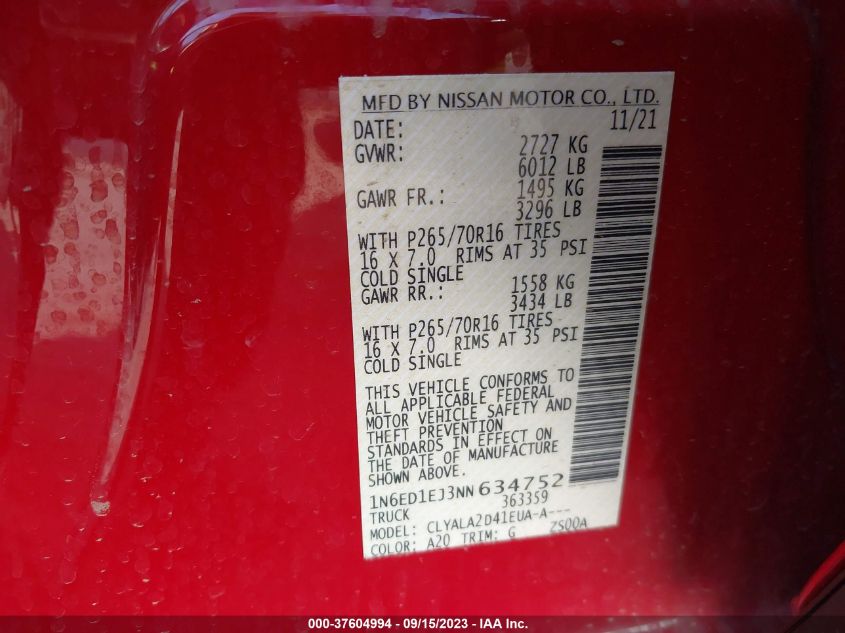 MFD BY NISSAN MOTOR CO., LTD.
DATE: 11/21
GVWR: 2727 KG
6012 LB
GAWR FR.: 1495 KG
3296 LB
WITH P265/70R16 TIRES
16 X 7.0 RIMS AT 35 PSI
COLD SINGLE
GAWR RR.: 1558 KG
3434 LB
WITH P265/70R16 TIRES
16 X 7.0 RIMS AT 35 PSI
COLD SINGLE
THIS VEHICLE CONFORMS TO
ALL APPLICABLE FEDERAL
MOTOR VEHICLE SAFETY AND
THEFT PREVENTION
STANDARDS IN EFFECT ON
THE DATE OF MANUFACTURE
SHOWN ABOVE.
1N6ED1EJ3NN634752
TRUCK 363359
MODEL: CLYALA2D41EUA-A---
COLOR: A20 TRIM: G ZS00A
000-37604994 - 09/15/2023 - IAA Inc.